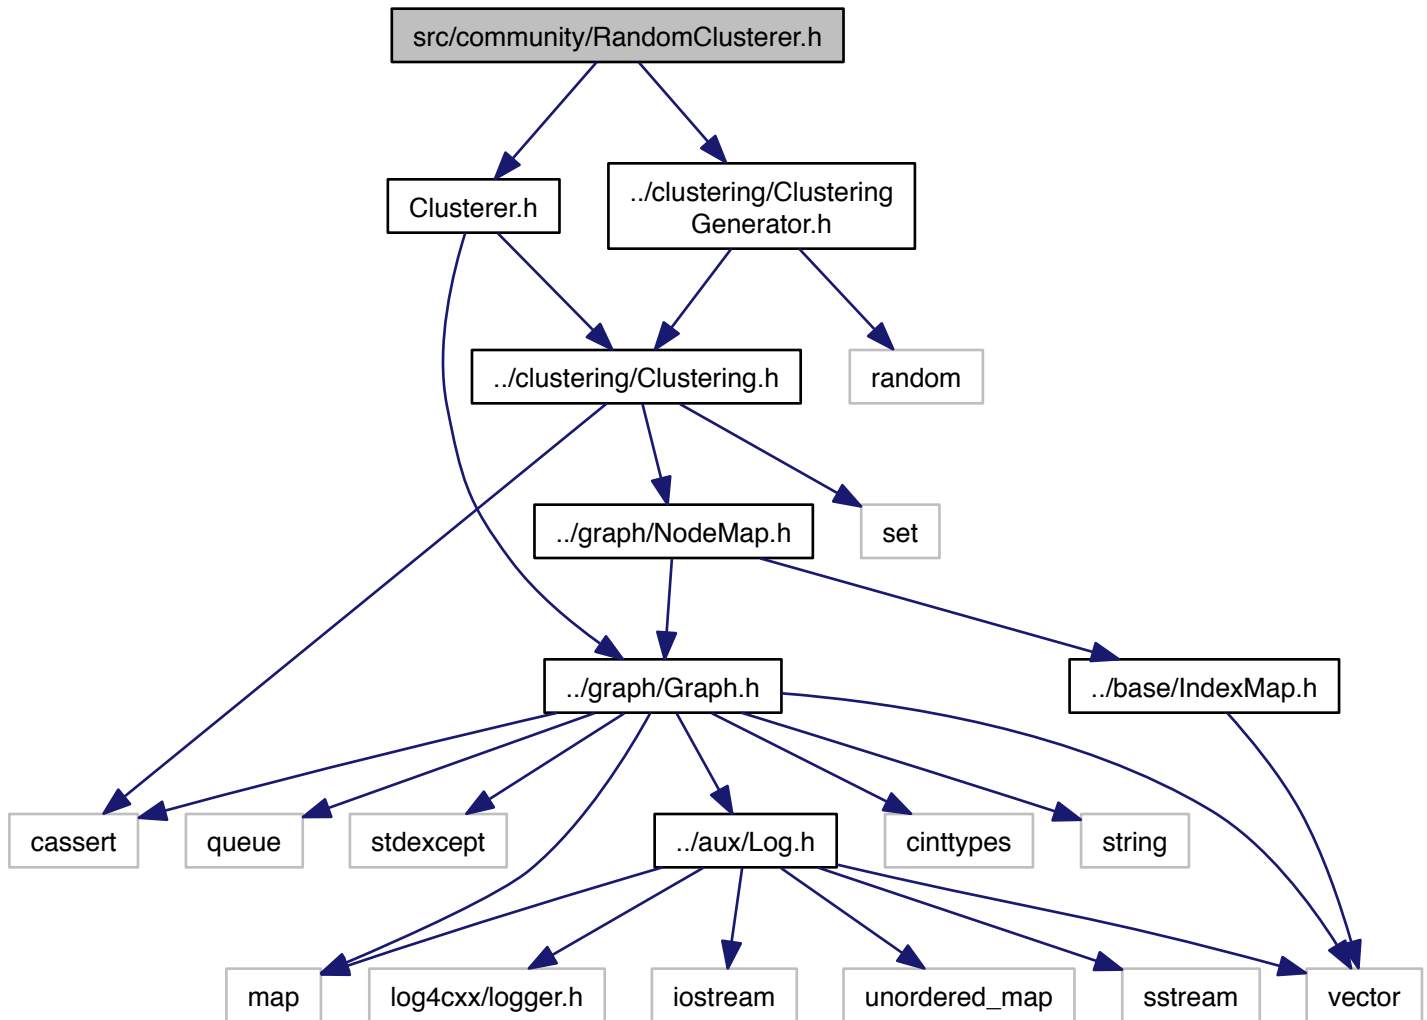 src/community/RandomClusterer.h
Clusterer.h
../clustering/Clustering
Generator.h
../clustering/Clustering.h
random
../graph/NodeMap.h
set
../graph/Graph.h
../base/IndexMap.h
cassert
queue
stdexcept
../aux/Log.h
cinttypes
string
map
log4cxx/logger.h
iostream
unordered_map
sstream
vector